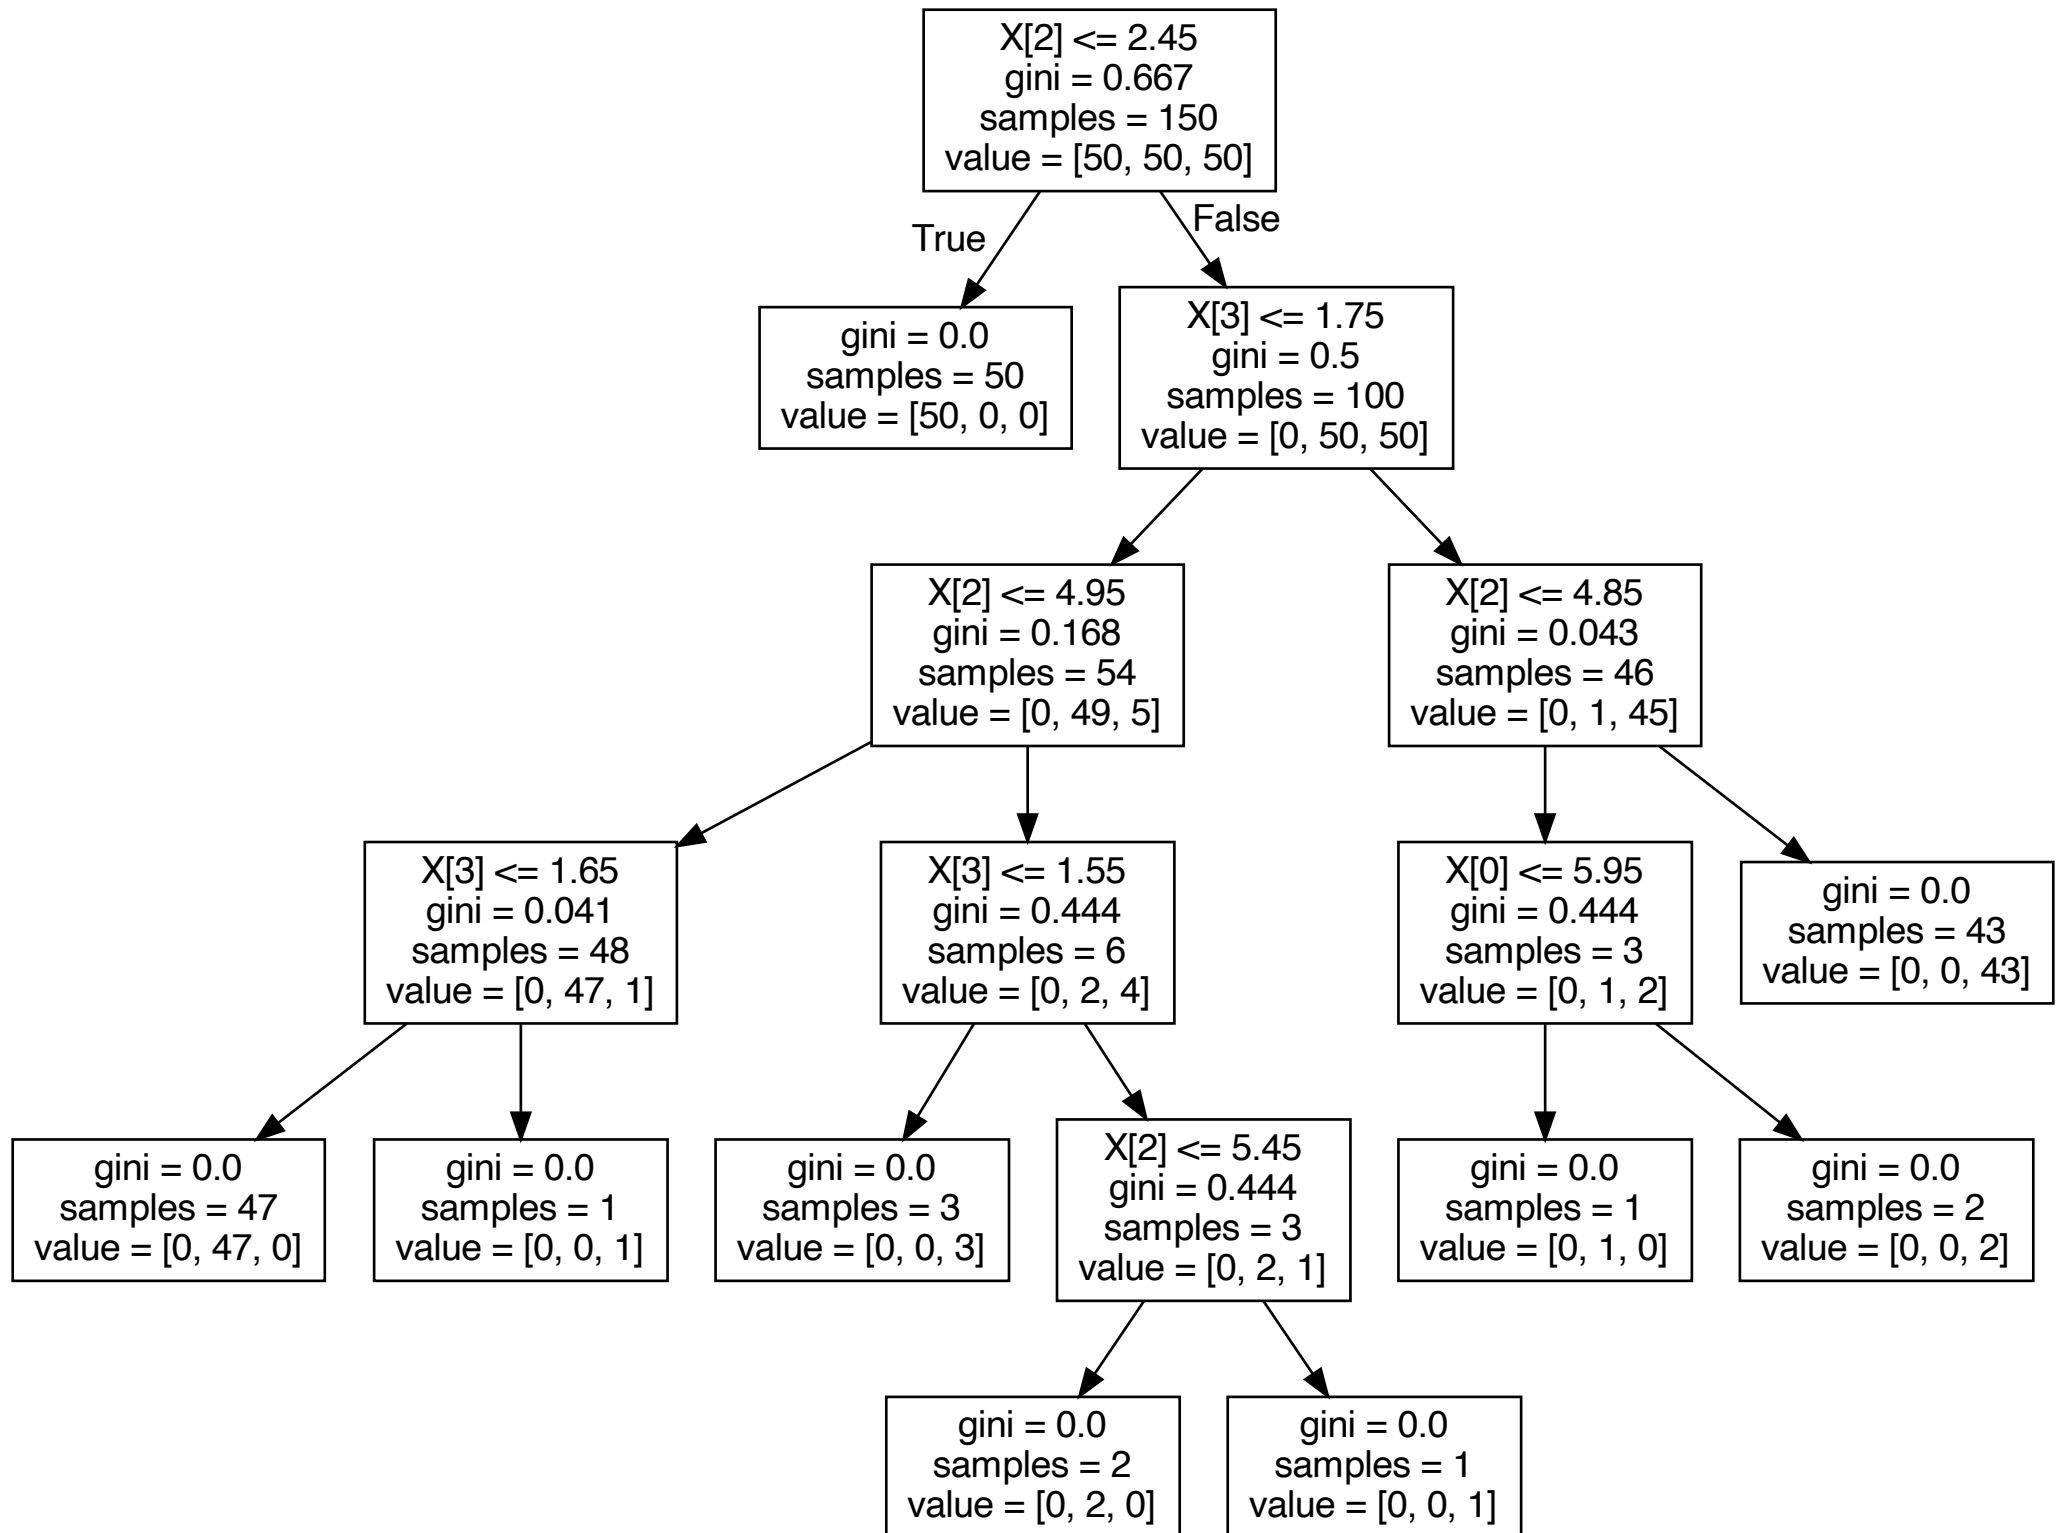 X[2] <= 2.45
gini = 0.667
samples = 150
value = [50, 50, 50]
True
False
gini = 0.0
samples = 50
value = [50, 0, 0]
X[3] <= 1.75
gini = 0.5
samples = 100
value = [0, 50, 50]
X[2] <= 4.95
gini = 0.168
samples = 54
value = [0, 49, 5]
X[2] <= 4.85
gini = 0.043
samples = 46
value = [0, 1, 45]
X[3] <= 1.65
gini = 0.041
samples = 48
value = [0, 47, 1]
X[3] <= 1.55
gini = 0.444
samples = 6
value = [0, 2, 4]
X[0] <= 5.95
gini = 0.444
samples = 3
value = [0, 1, 2]
gini = 0.0
samples = 43
value = [0, 0, 43]
gini = 0.0
samples = 47
value = [0, 47, 0]
gini = 0.0
samples = 1
value = [0, 0, 1]
gini = 0.0
samples = 3
value = [0, 0, 3]
X[2] <= 5.45
gini = 0.444
samples = 3
value = [0, 2, 1]
gini = 0.0
samples = 1
value = [0, 1, 0]
gini = 0.0
samples = 2
value = [0, 0, 2]
gini = 0.0
samples = 2
value = [0, 2, 0]
gini = 0.0
samples = 1
value = [0, 0, 1]